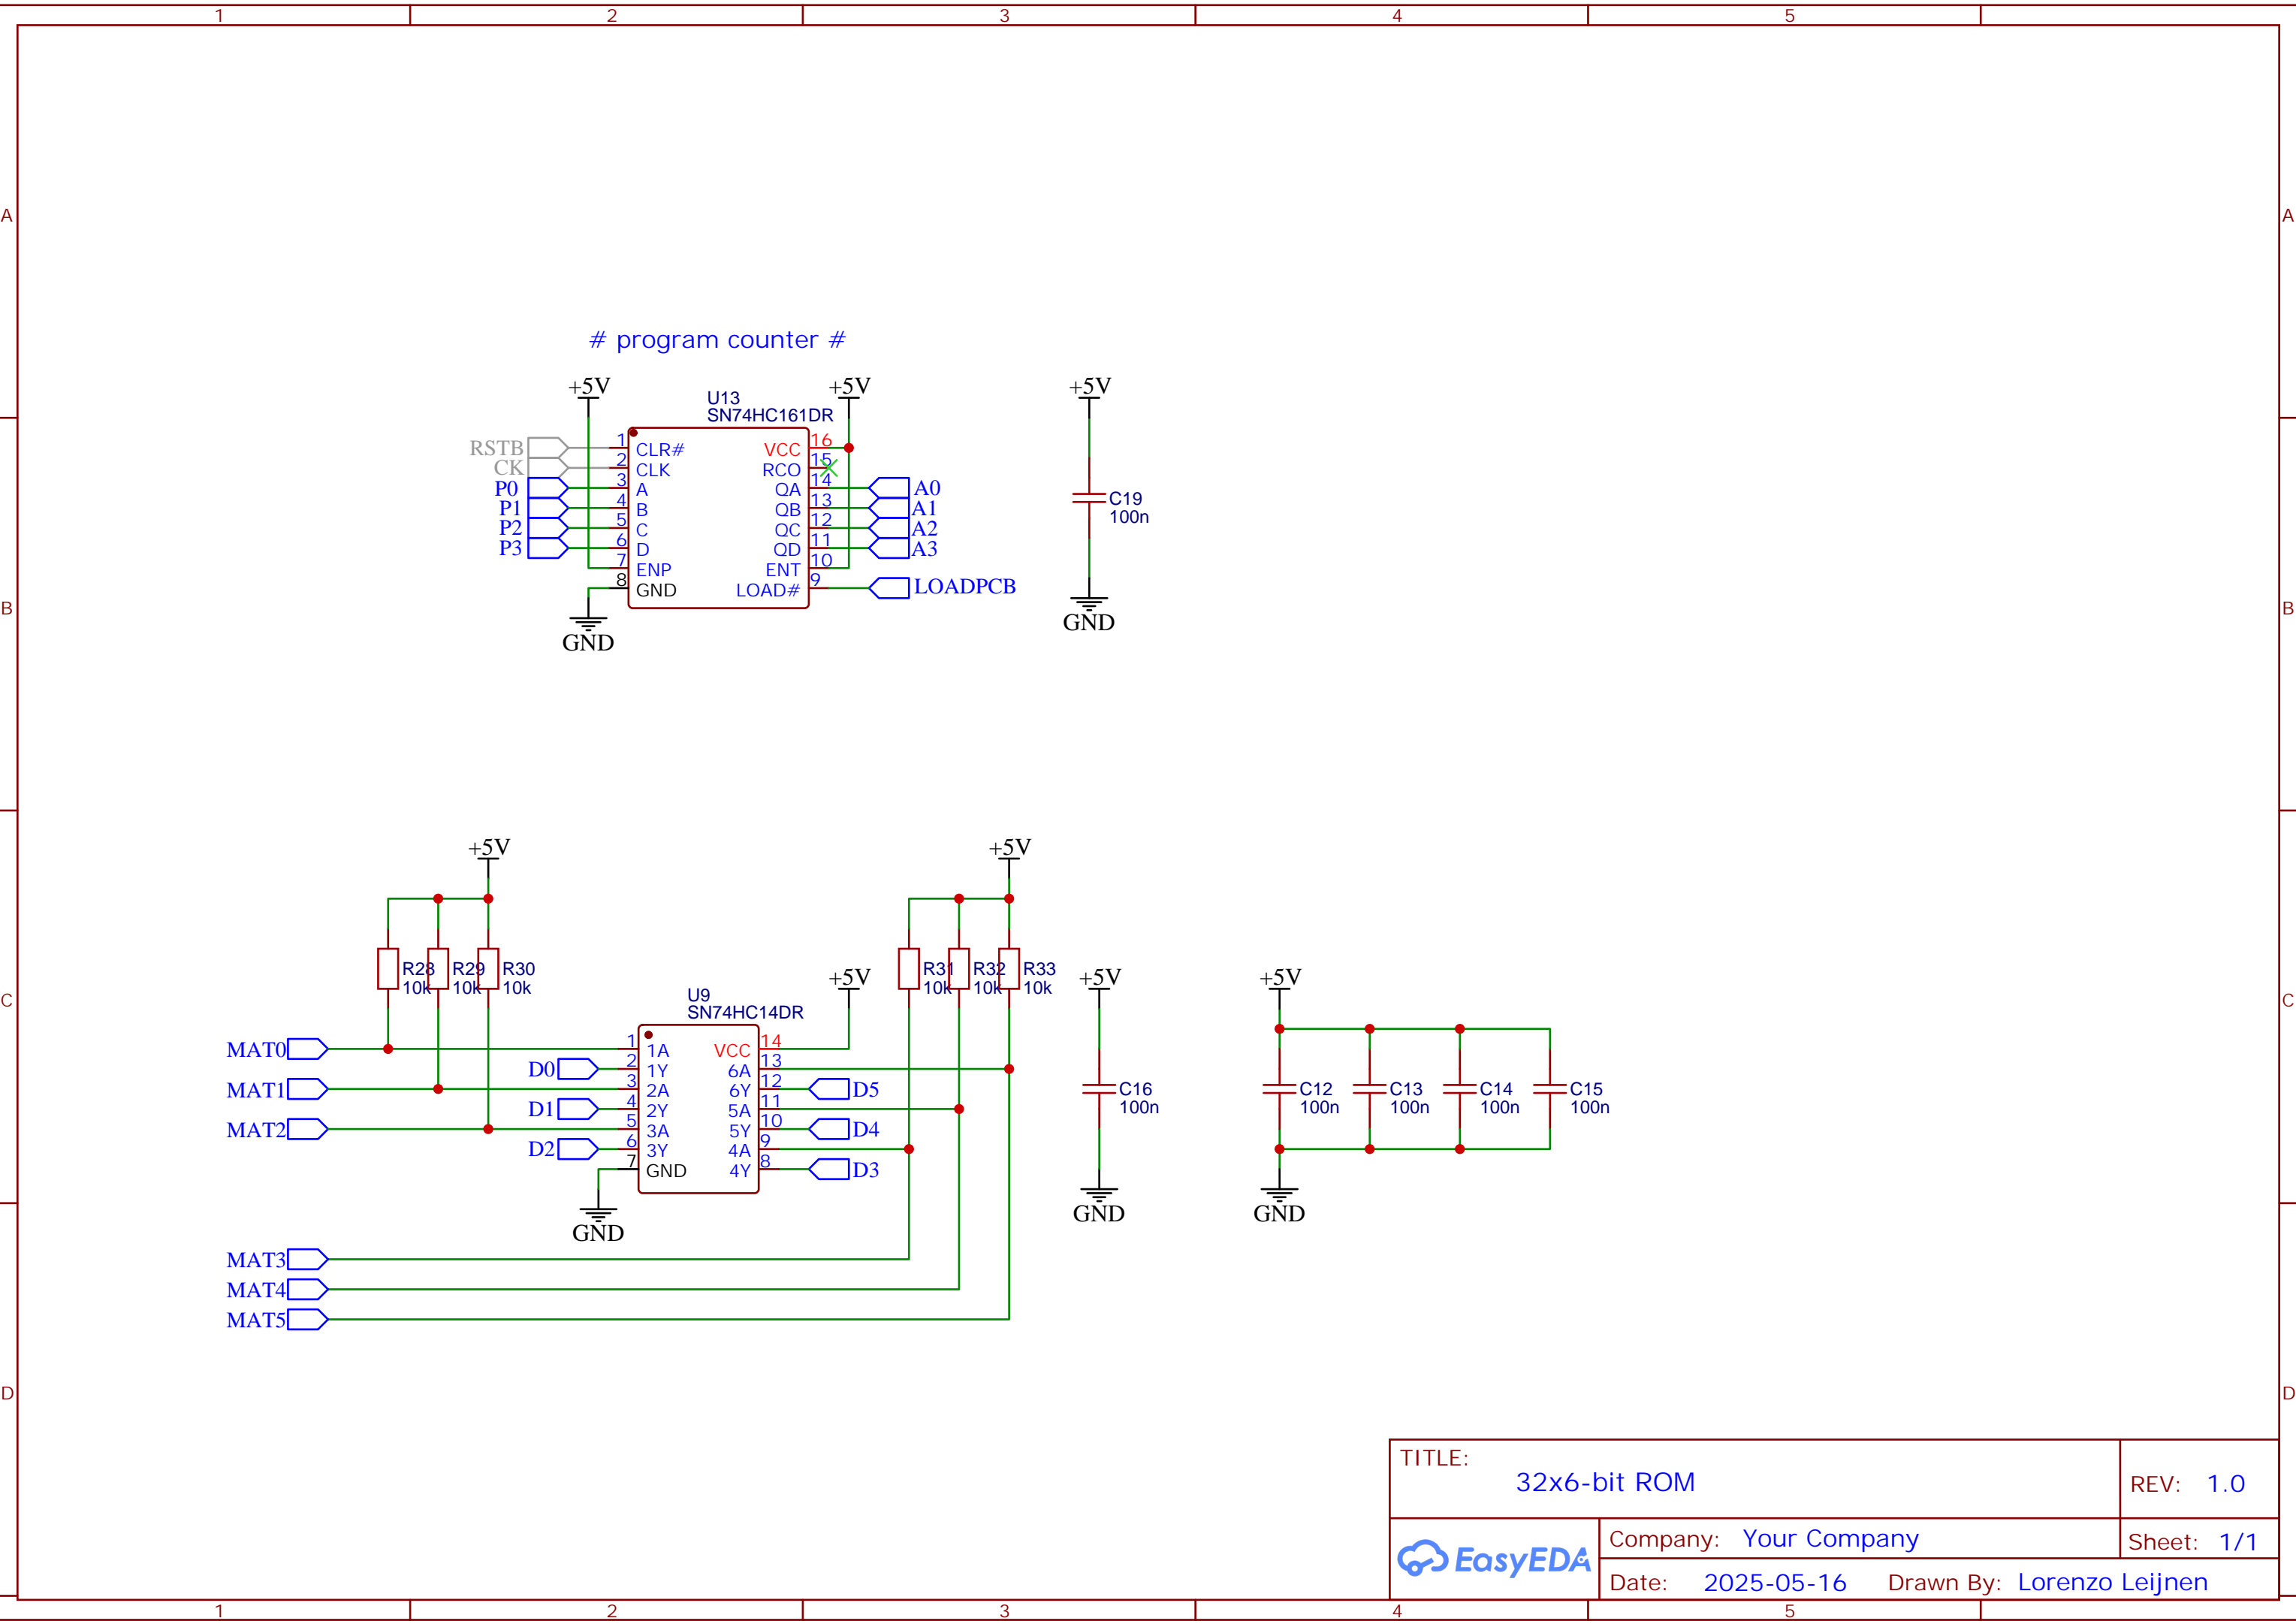 1 2 3 4 5
A A
# program counter #
+5V +5V +5V
U13
SN74HC161DR
RSTB 1 CLR# VCC 16
CK 2 CLK RCO 15
P0 3 A QA 14 A0
P1 4 B QB 13 A1
P2 5 C QC 12 A2
P3 6 D QD 11 A3
7 ENP ENT 10
8 GND LOAD# 9 LOADPCB
C19
100n
GND GND
B B
+5V +5V
R28 R29 R30 R31 R32 R33
10k 10k 10k 10k 10k 10k
+5V +5V +5V
C C
U9
SN74HC14DR
MAT0 1 1A VCC 14
D0 2 1Y 6A 13
MAT1 3 2A 6Y 12 D5
D1 4 2Y 5A 11
MAT2 5 3A 5Y 10 D4
D2 6 3Y 4A 9
7 GND 4Y 8 D3
C16 C12 C13 C14 C15
100n 100n 100n 100n 100n
GND GND GND
MAT3
MAT4
MAT5
D D
TITLE:
32x6-bit ROM
REV: 1.0
EasyEDA
Company: Your Company
Sheet: 1/1
Date: 2025-05-16 Drawn By: Lorenzo Leijnen
1 2 3 4 5